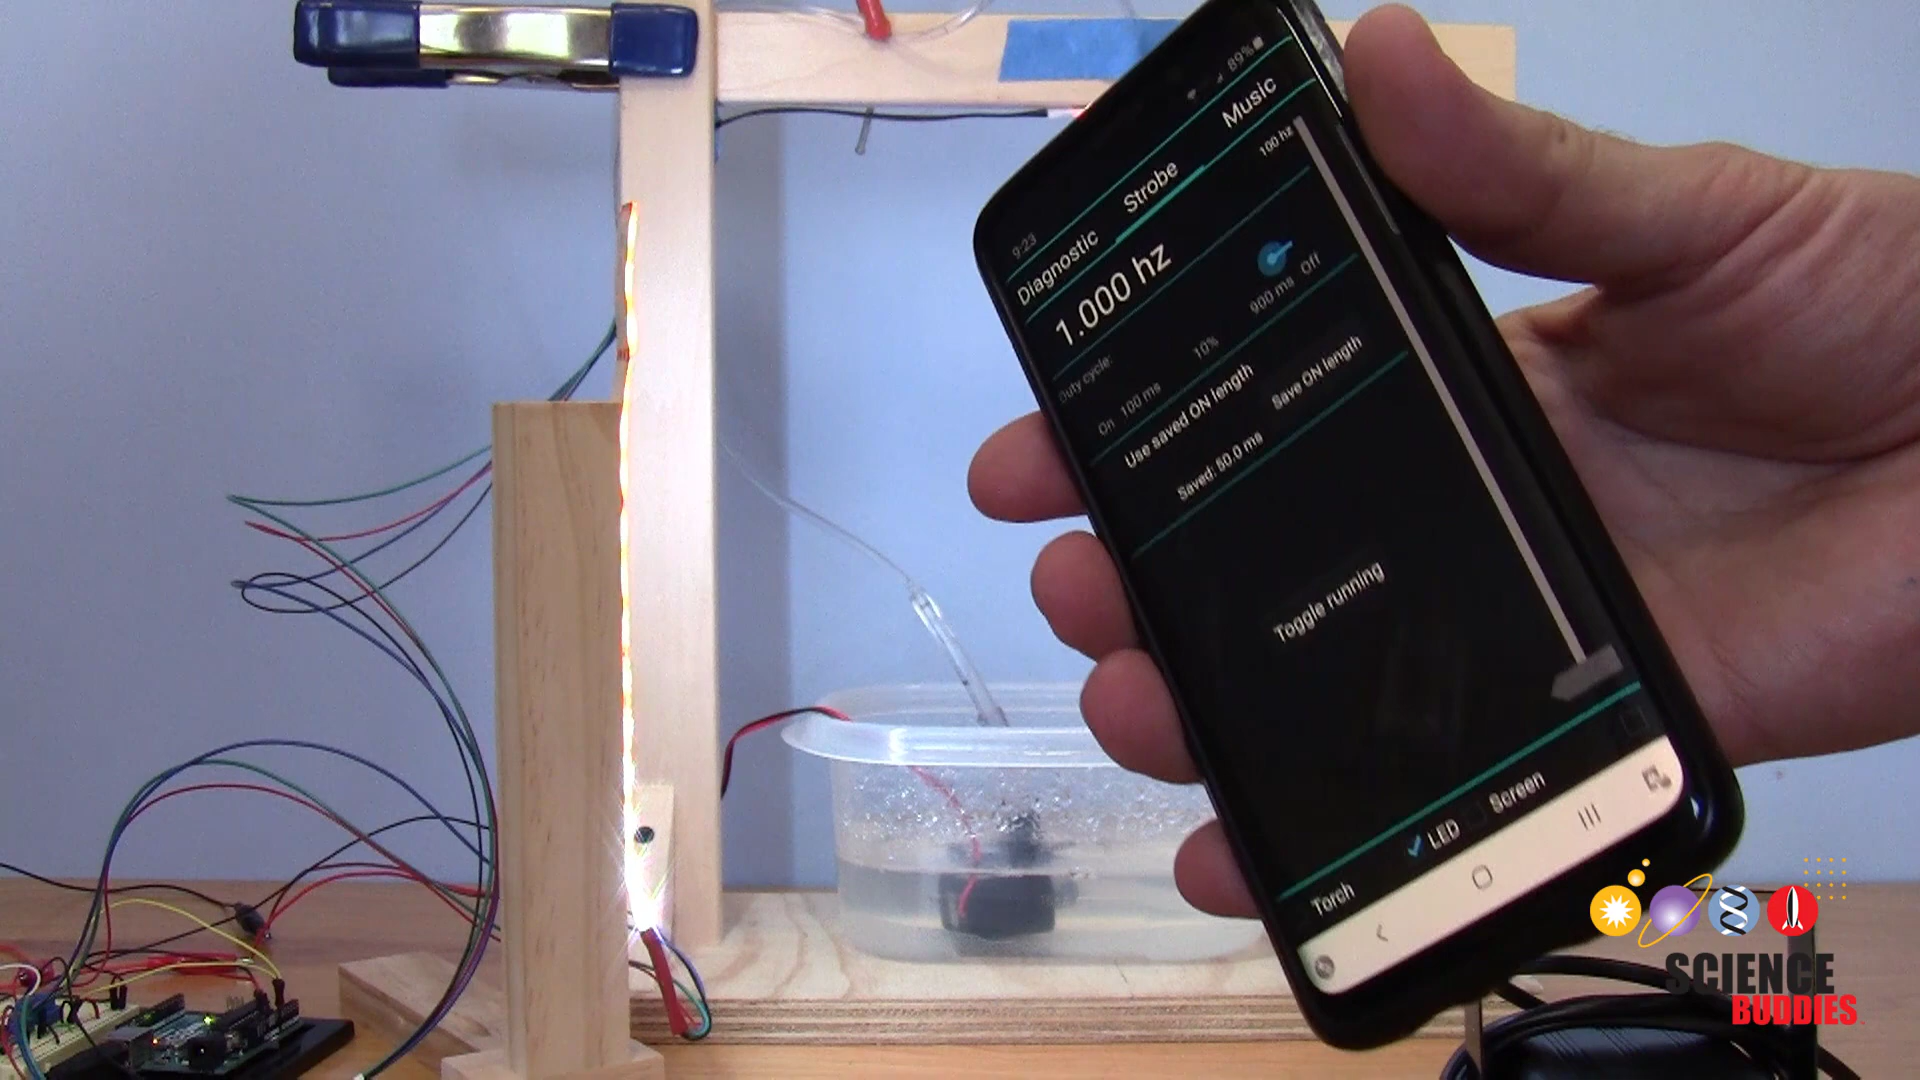 9:23
89%
Diagnostic Strobe Music
1.000 hz
100 hz
Duty cycle: 10%
On 100 ms 900 ms Off
Use saved ON length Save ON length
Saved: 50.0 ms
Toggle running
Torch LED Screen
SCIENCE
BUDDIES